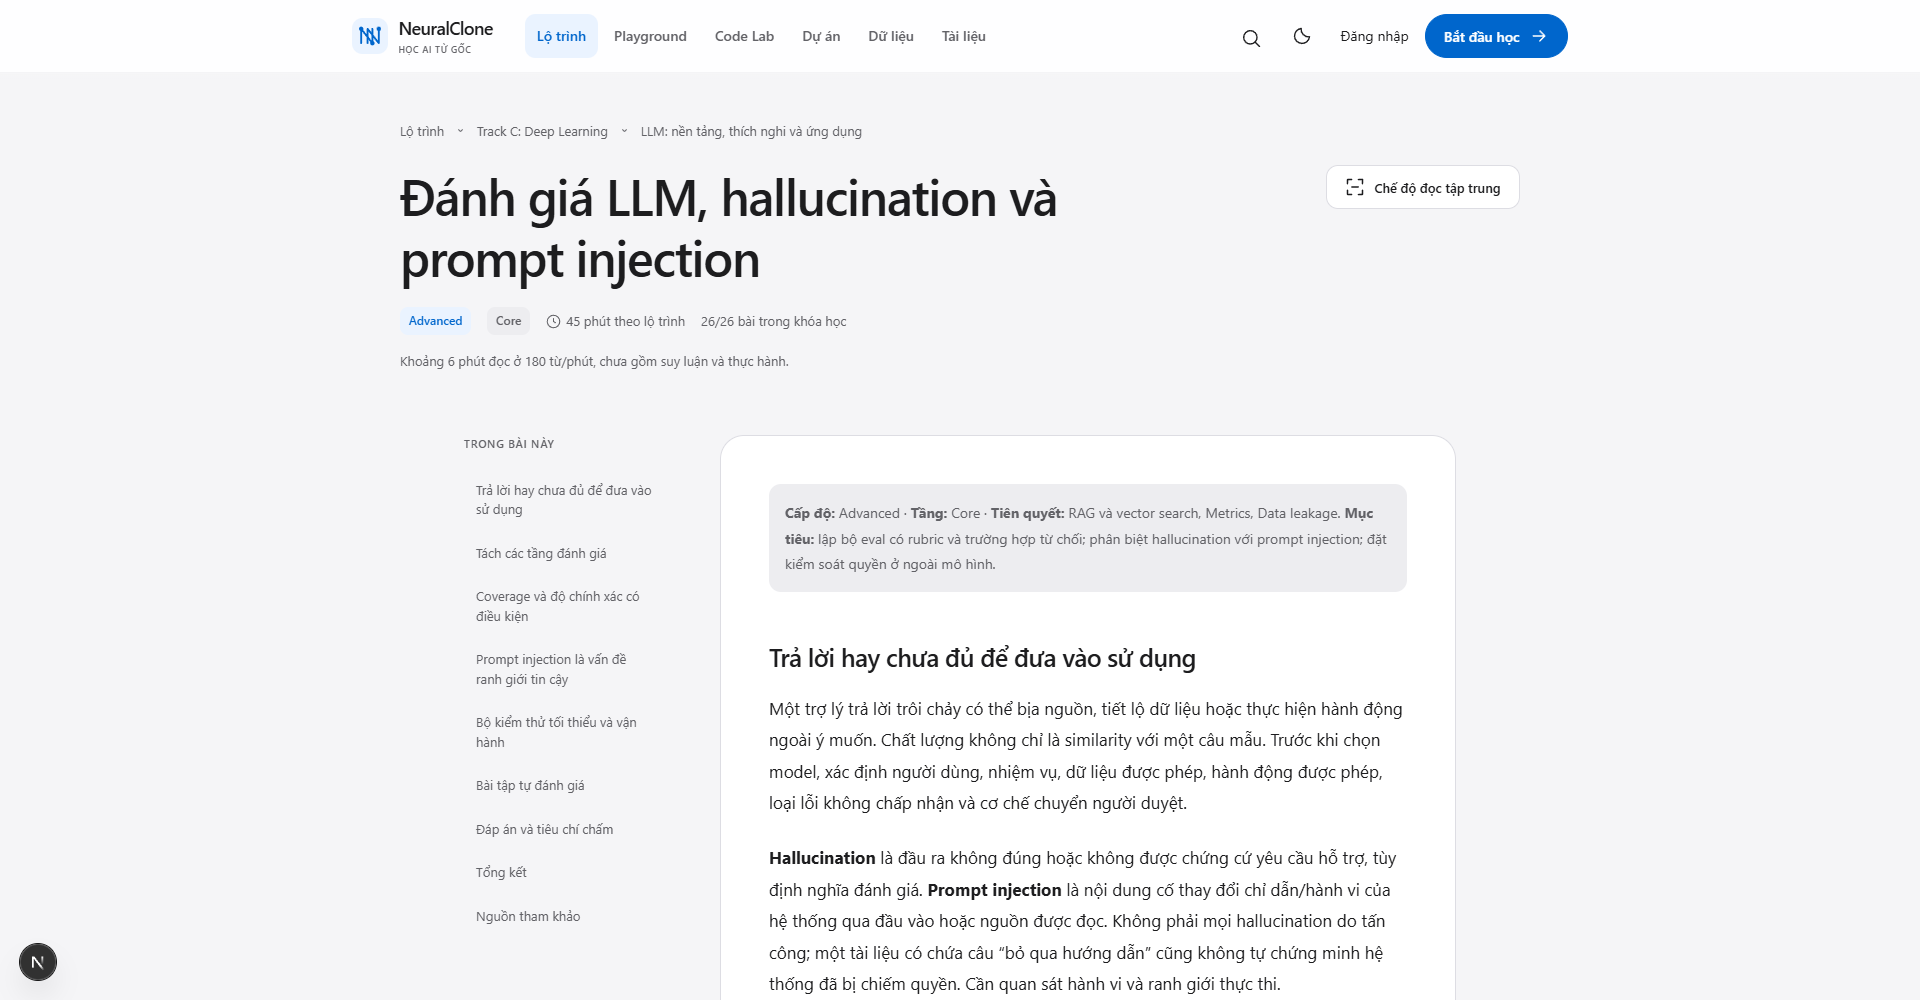 NeuralClone
HỌC AI TỪ GỐC
Lộ trình
Playground
Code Lab
Dự án
Dữ liệu
Tài liệu
Đăng nhập
Bắt đầu học
Lộ trình
Track C: Deep Learning
LLM: nền tảng, thích nghi và ứng dụng
Đánh giá LLM, hallucination và
prompt injection
Chế độ đọc tập trung
Advanced
Core
45 phút theo lộ trình
26/26 bài trong khóa học
Khoảng 6 phút đọc ở 180 từ/phút, chưa gồm suy luận và thực hành.
TRONG BÀI NÀY
Trả lời hay chưa đủ để đưa vào
sử dụng
Tách các tầng đánh giá
Coverage và độ chính xác có
điều kiện
Prompt injection là vấn đề
ranh giới tin cậy
Bộ kiểm thử tối thiểu và vận
hành
Bài tập tự đánh giá
Đáp án và tiêu chí chấm
Tổng kết
Nguồn tham khảo
Cấp độ: Advanced · Tầng: Core · Tiên quyết: RAG và vector search, Metrics, Data leakage. Mục
tiêu: lập bộ eval có rubric và trường hợp từ chối; phân biệt hallucination với prompt injection; đặt
kiểm soát quyền ở ngoài mô hình.
Trả lời hay chưa đủ để đưa vào sử dụng
Một trợ lý trả lời trôi chảy có thể bịa nguồn, tiết lộ dữ liệu hoặc thực hiện hành động
ngoài ý muốn. Chất lượng không chỉ là similarity với một câu mẫu. Trước khi chọn
model, xác định người dùng, nhiệm vụ, dữ liệu được phép, hành động được phép,
loại lỗi không chấp nhận và cơ chế chuyển người duyệt.
Hallucination là đầu ra không đúng hoặc không được chứng cứ yêu cầu hỗ trợ, tùy
định nghĩa đánh giá. Prompt injection là nội dung cố thay đổi chỉ dẫn/hành vi của
hệ thống qua đầu vào hoặc nguồn được đọc. Không phải mọi hallucination do tấn
công; một tài liệu có chứa câu “bỏ qua hướng dẫn” cũng không tự chứng minh hệ
thống đã bị chiếm quyền. Cần quan sát hành vi và ranh giới thực thi.
N